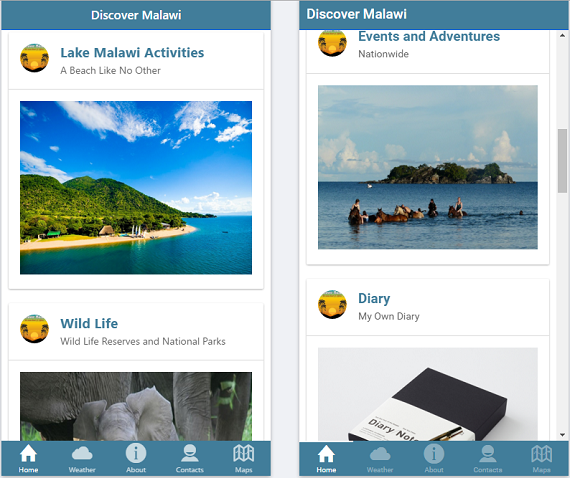 Discover Malawi
Lake Malawi Activities
A Beach Like No Other
Wild Life
Wild Life Reserves and National Parks
Home
Weather
About
Contacts
Maps
Discover Malawi
Events and Adventures
Nationwide
Diary
My Own Diary
Diary Note
Home
Weather
About
Contacts
Maps